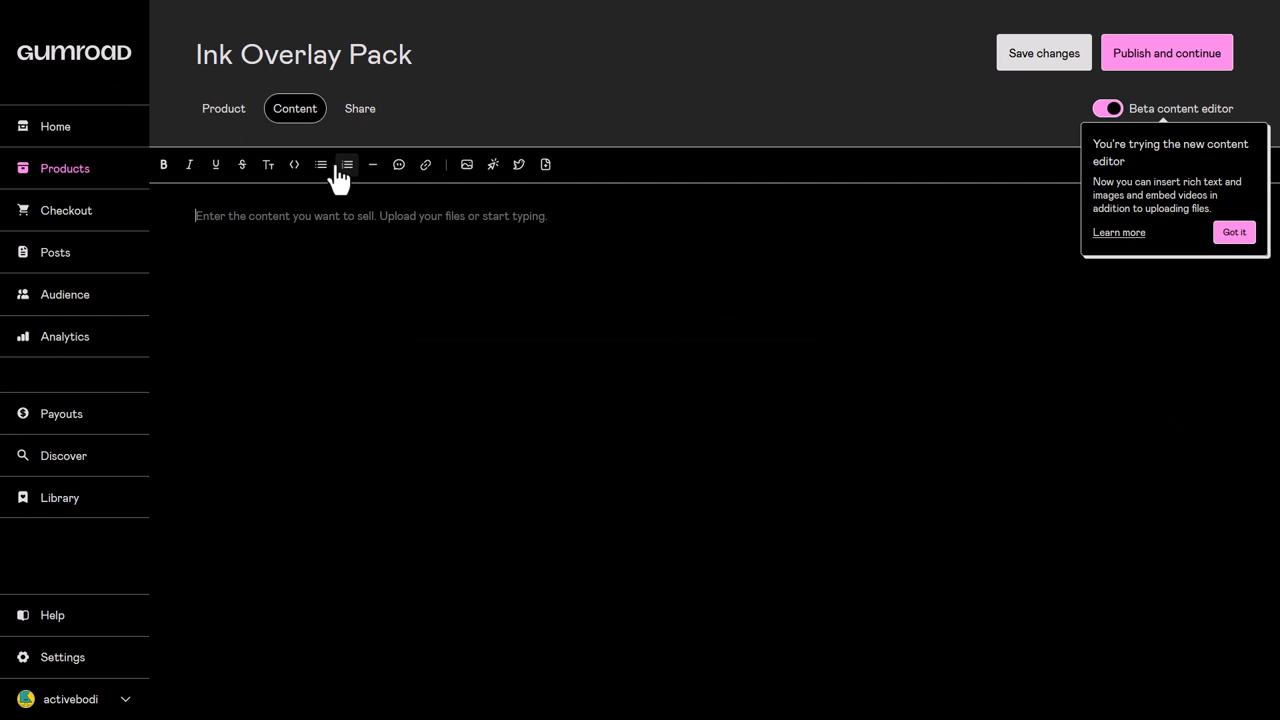 GUMROAD
Ink Overlay Pack
Save changes
Publish and continue
Product
Content
Share
Beta content editor
You're trying the new content
editor
Now you can insert rich text and
images and embed videos in
addition to uploading files.
Learn more
Got it
B
I
U
S
Tт
Enter the content you want to sell. Upload your files or start typing.
Home
Products
Checkout
Posts
Audience
Analytics
Payouts
Discover
Library
Help
Settings
activebodi